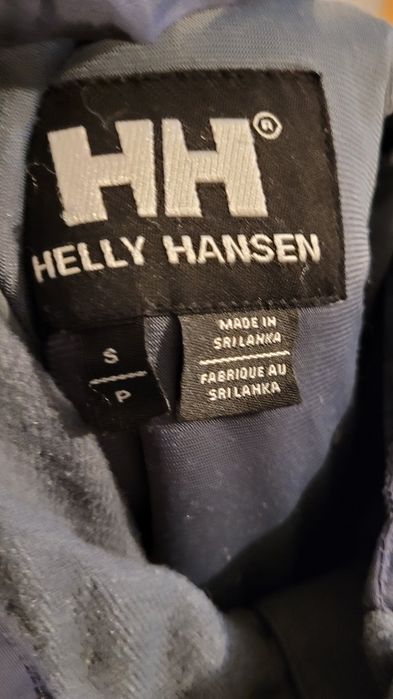 HH®
HELLY HANSEN
S
P
MADE IN
SRI LANKA
FABRIQUE AU
SRI LANKA